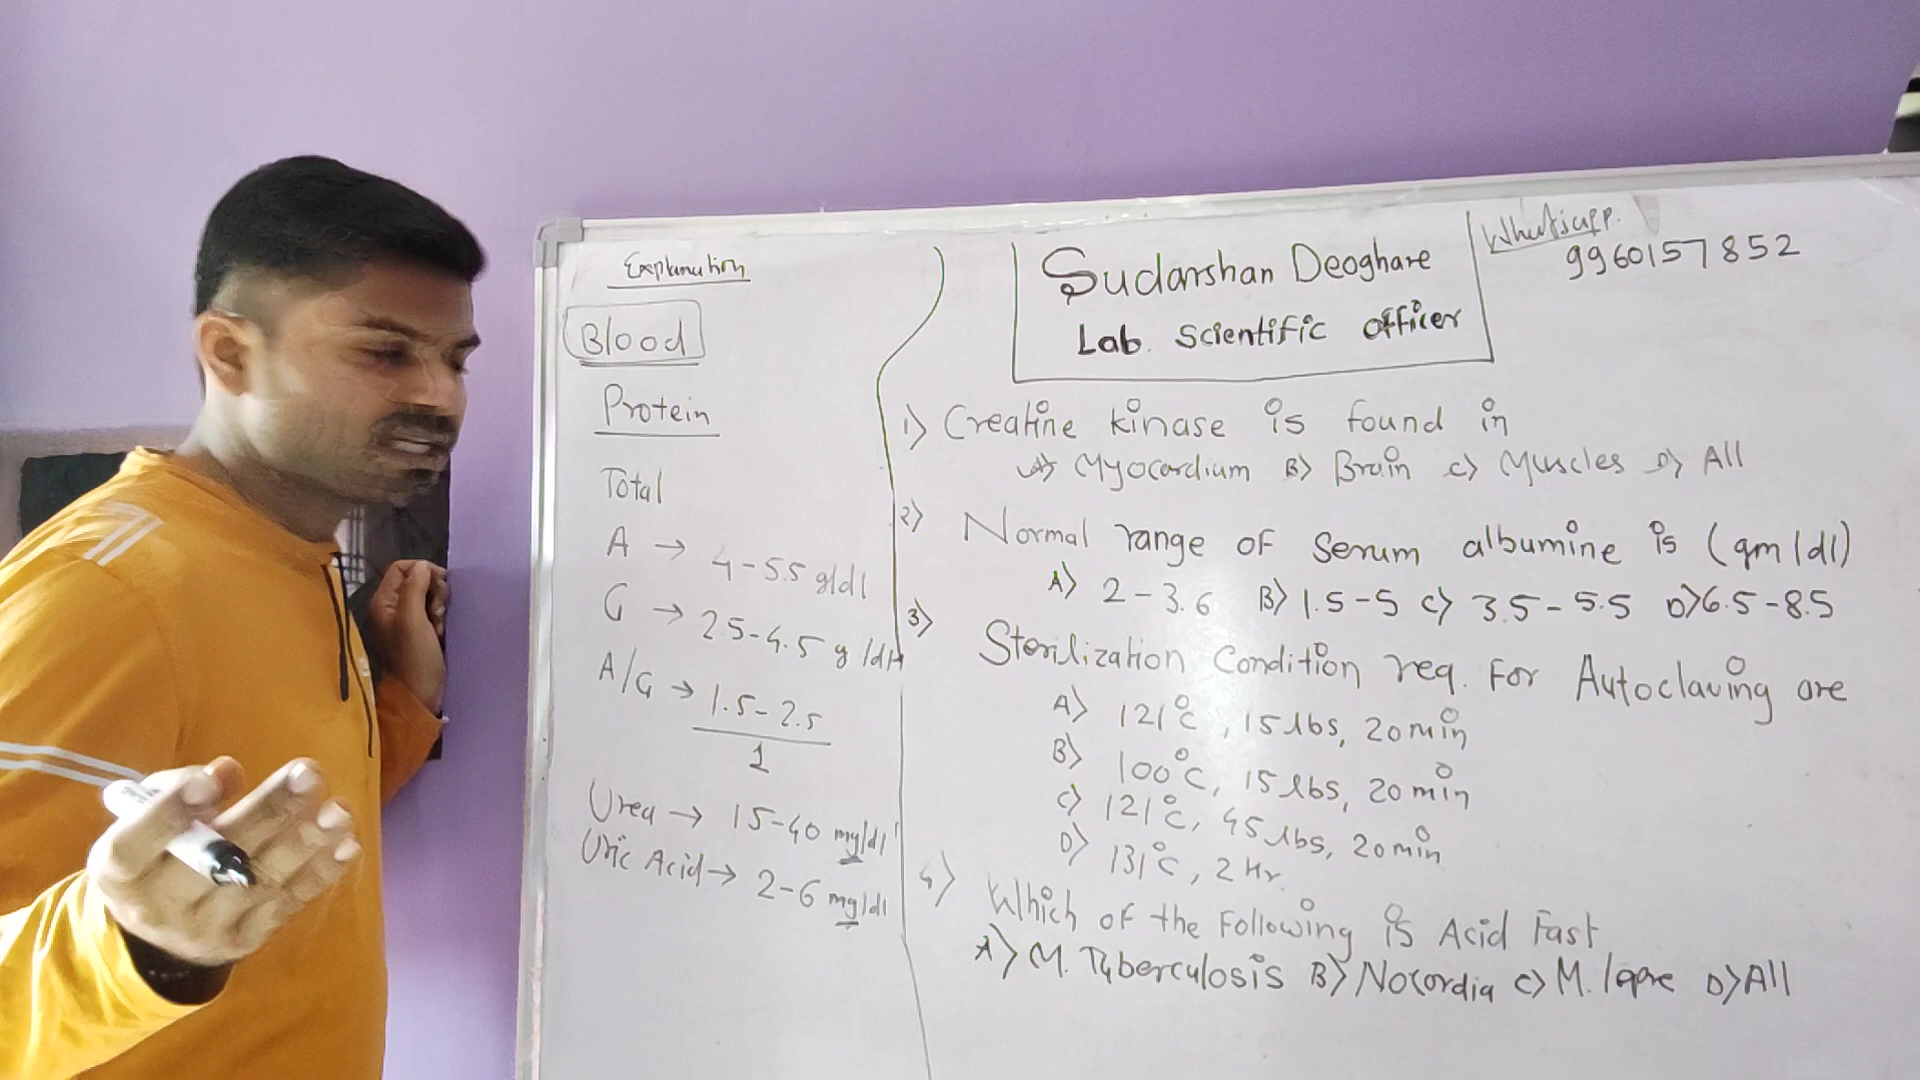 Explanation
Blood
Protein
Total
A → 4-5.5 g/dl
G → 2.5-4.5 g/dl
A/G → 1.5-2.5
1
Urea → 15-40 mg/dl
Uric Acid → 2-6 mg/dl
Sudarshan Deoghare
Lab. Scientific officer
Whatsapp.
9960157852
1) Creatine kinase is found in
A) Myocardium B) Brain C) Muscles D) All
2) Normal range of serum albumine is (gm/dl)
A) 2-3.6 B) 1.5-5 C) 3.5-5.5 D) 6.5-8.5
3) Sterilization Condition req. For Autoclaving are
A) 121°C, 15 lbs, 20 min
B) 100°C, 15 lbs, 20 min
C) 121°C, 45 lbs, 20 min
D) 131°C, 2 Hr.
4) Which of the Following is Acid Fast
A) M. Tuberculosis B) Nocordia C) M. lepre D) All